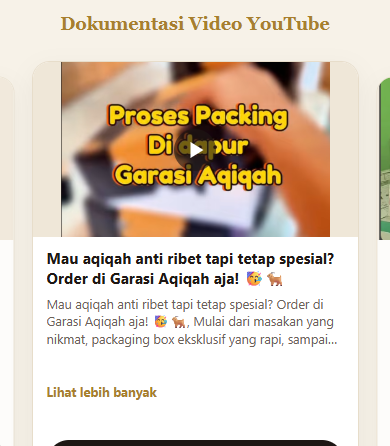 Dokumentasi Video YouTube
Proses Packing
Di dapur
Garasi Aqiqah
Mau aqiqah anti ribet tapi tetap spesial?
Order di Garasi Aqiqah aja! 🥳 🐐
Mau aqiqah anti ribet tapi tetap spesial? Order di
Garasi Aqiqah aja! 🥳 🐐, Mulai dari masakan yang
nikmat, packaging box eksklusif yang rapi, sampai...
Lihat lebih banyak